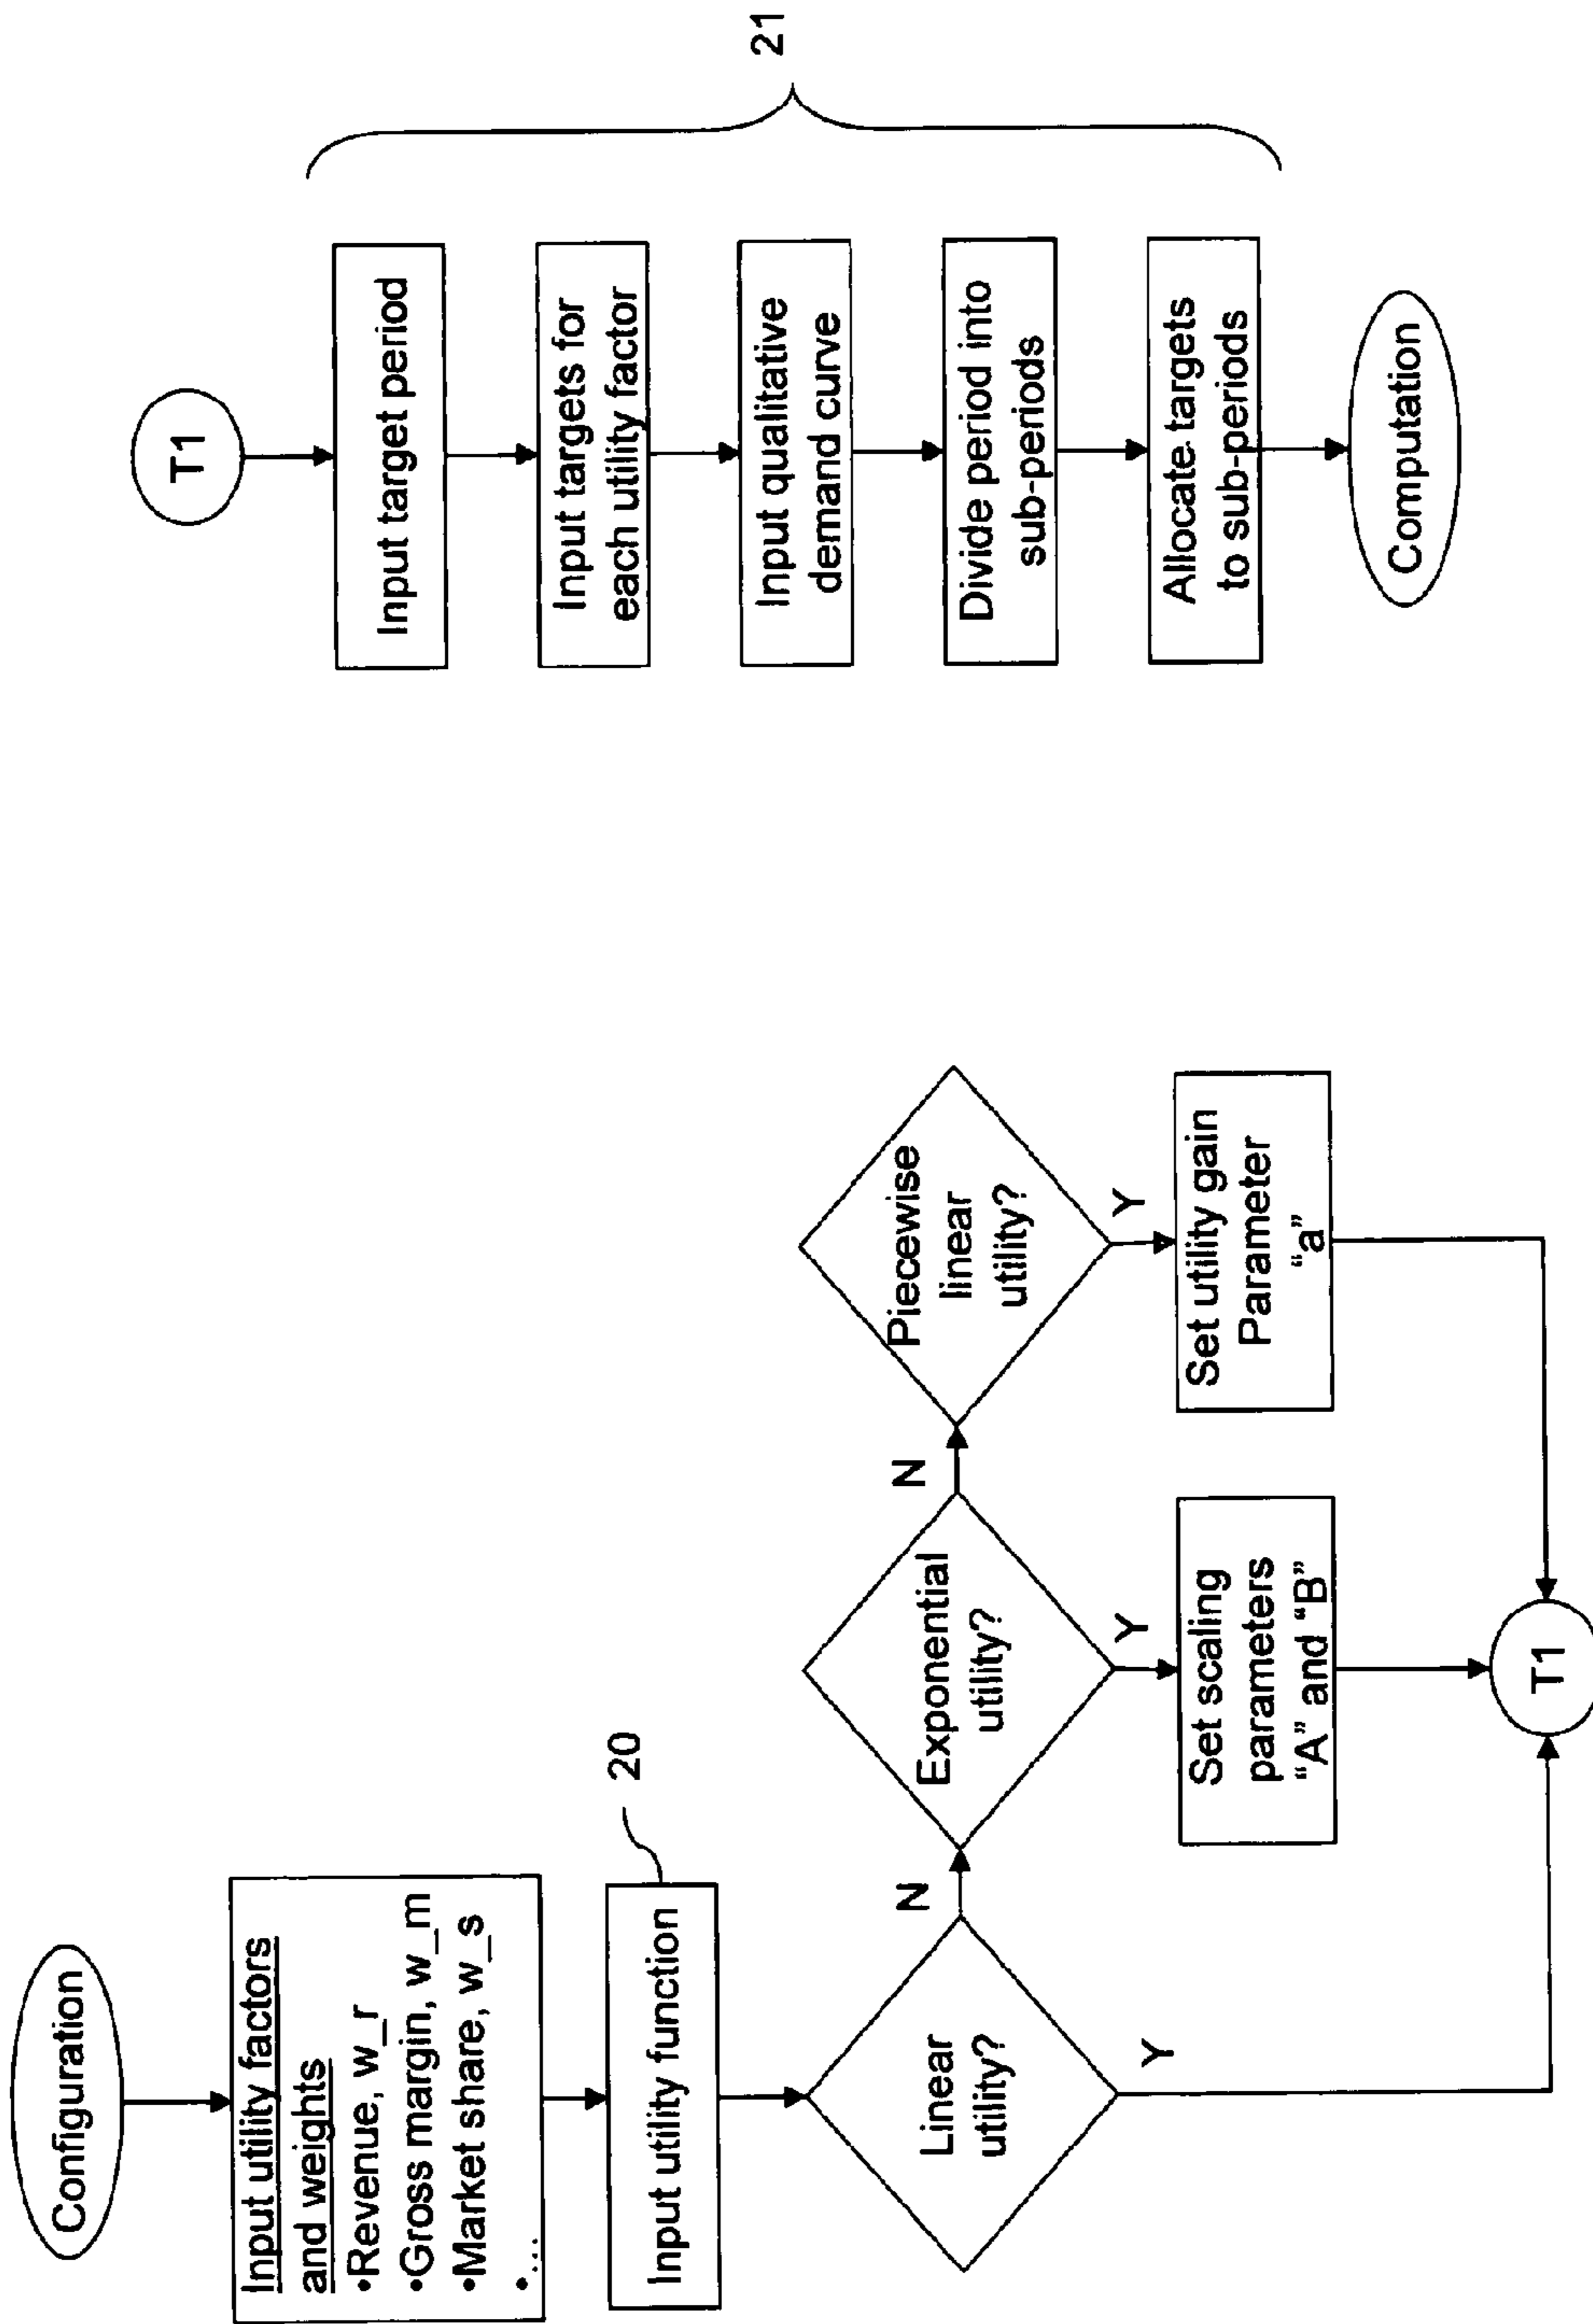 Configuration
Input utility factors
and weights
•Revenue, w_r
•Gross margin, w_m
•Market share, w_s
•...
Input utility function
20
Linear
utility?
N
Y
Exponential
utility?
N
Y
Set scaling
parameters
“A” and “B”
Piecewise
linear
utility?
Y
Set utility gain
Parameter
“a”
T1
T1
Input target period
Input targets for
each utility factor
Input qualitative
demand curve
Divide period into
sub-periods
Allocate targets
to sub-periods
Computation
21